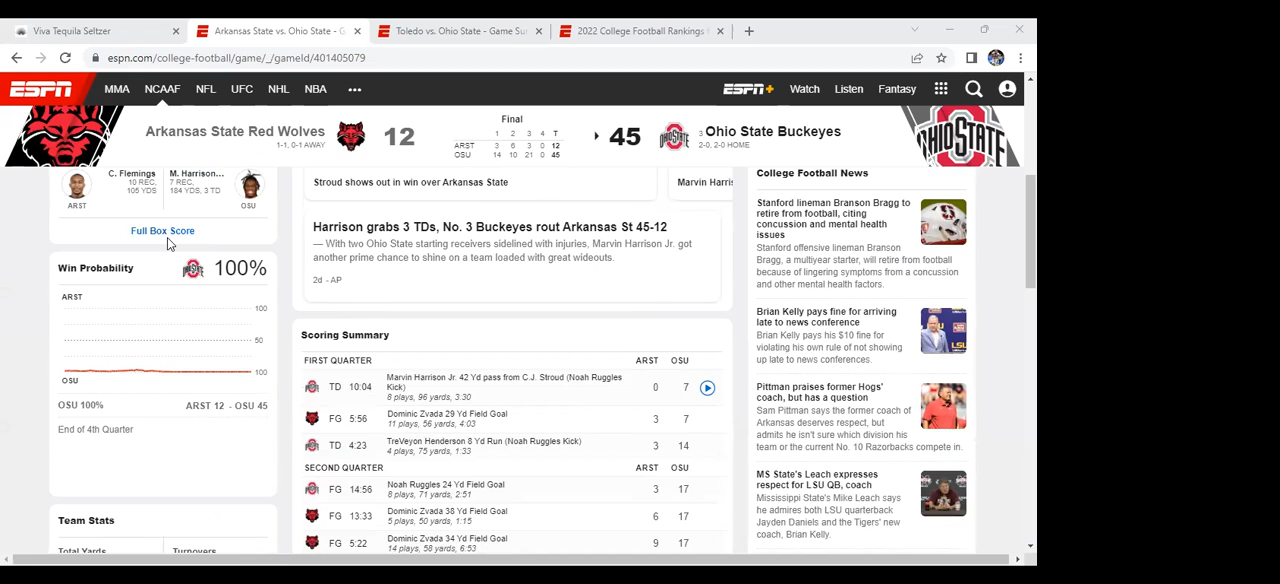 Viva Tequila Seltzer
Arkansas State vs. Ohio State - G
Toledo vs. Ohio State - Game Sur
2022 College Football Rankings f
espn.com/college-football/game/_/gameId/401405079
ESPN MMA NCAAF NFL UFC NHL NBA ESPN+ Watch Listen Fantasy
Arkansas State Red Wolves
1-1, 0-1 AWAY
12
Final
1 2 3 4 T
ARST 3 6 3 0 12
OSU 14 10 21 0 45
45
3 Ohio State Buckeyes
2-0, 2-0 HOME
OHIO STATE
C. Flemings
10 REC,
105 YDS
ARST
M. Harrison...
7 REC,
184 YDS, 3 TD
OSU
Full Box Score
Win Probability 100%
ARST
100
50
100
OSU
OSU 100% ARST 12 - OSU 45
End of 4th Quarter
Team Stats
Total Yards Turnovers
Stroud shows out in win over Arkansas State
Marvin Harris
Harrison grabs 3 TDs, No. 3 Buckeyes rout Arkansas St 45-12
— With two Ohio State starting receivers sidelined with injuries, Marvin Harrison Jr. got
another prime chance to shine on a team loaded with great wideouts.
2d - AP
Scoring Summary
FIRST QUARTER ARST OSU
TD 10:04 Marvin Harrison Jr. 42 Yd pass from C.J. Stroud (Noah Ruggles
Kick) 0 7
8 plays, 96 yards, 3:30
FG 5:56 Dominic Zvada 29 Yd Field Goal 3 7
11 plays, 56 yards, 4:03
TD 4:23 TreVeyon Henderson 8 Yd Run (Noah Ruggles Kick) 3 14
4 plays, 75 yards, 1:33
SECOND QUARTER ARST OSU
FG 14:56 Noah Ruggles 24 Yd Field Goal 3 17
8 plays, 71 yards, 2:51
FG 13:33 Dominic Zvada 38 Yd Field Goal 6 17
5 plays, 50 yards, 1:15
FG 5:22 Dominic Zvada 34 Yd Field Goal 9 17
14 plays, 58 yards, 6:53
College Football News
Stanford lineman Branson Bragg to
retire from football, citing
concussion and mental health
issues
Stanford offensive lineman Branson
Bragg, a multiyear starter, will retire from football
because of lingering symptoms from a concussion
and other mental health factors.
Brian Kelly pays fine for arriving
late to news conference
Brian Kelly pays his $10 fine for
violating his own rule of not showing
up late to news conferences.
Pittman praises former Hogs'
coach, but has a question
Sam Pittman says the former coach of
Arkansas deserves respect, but
admits he isn't sure which division his
team or the current No. 10 Razorbacks compete in.
MS State's Leach expresses
respect for LSU QB, coach
Mississippi State's Mike Leach says
he admires both LSU quarterback
Jayden Daniels and the Tigers' new
coach, Brian Kelly.